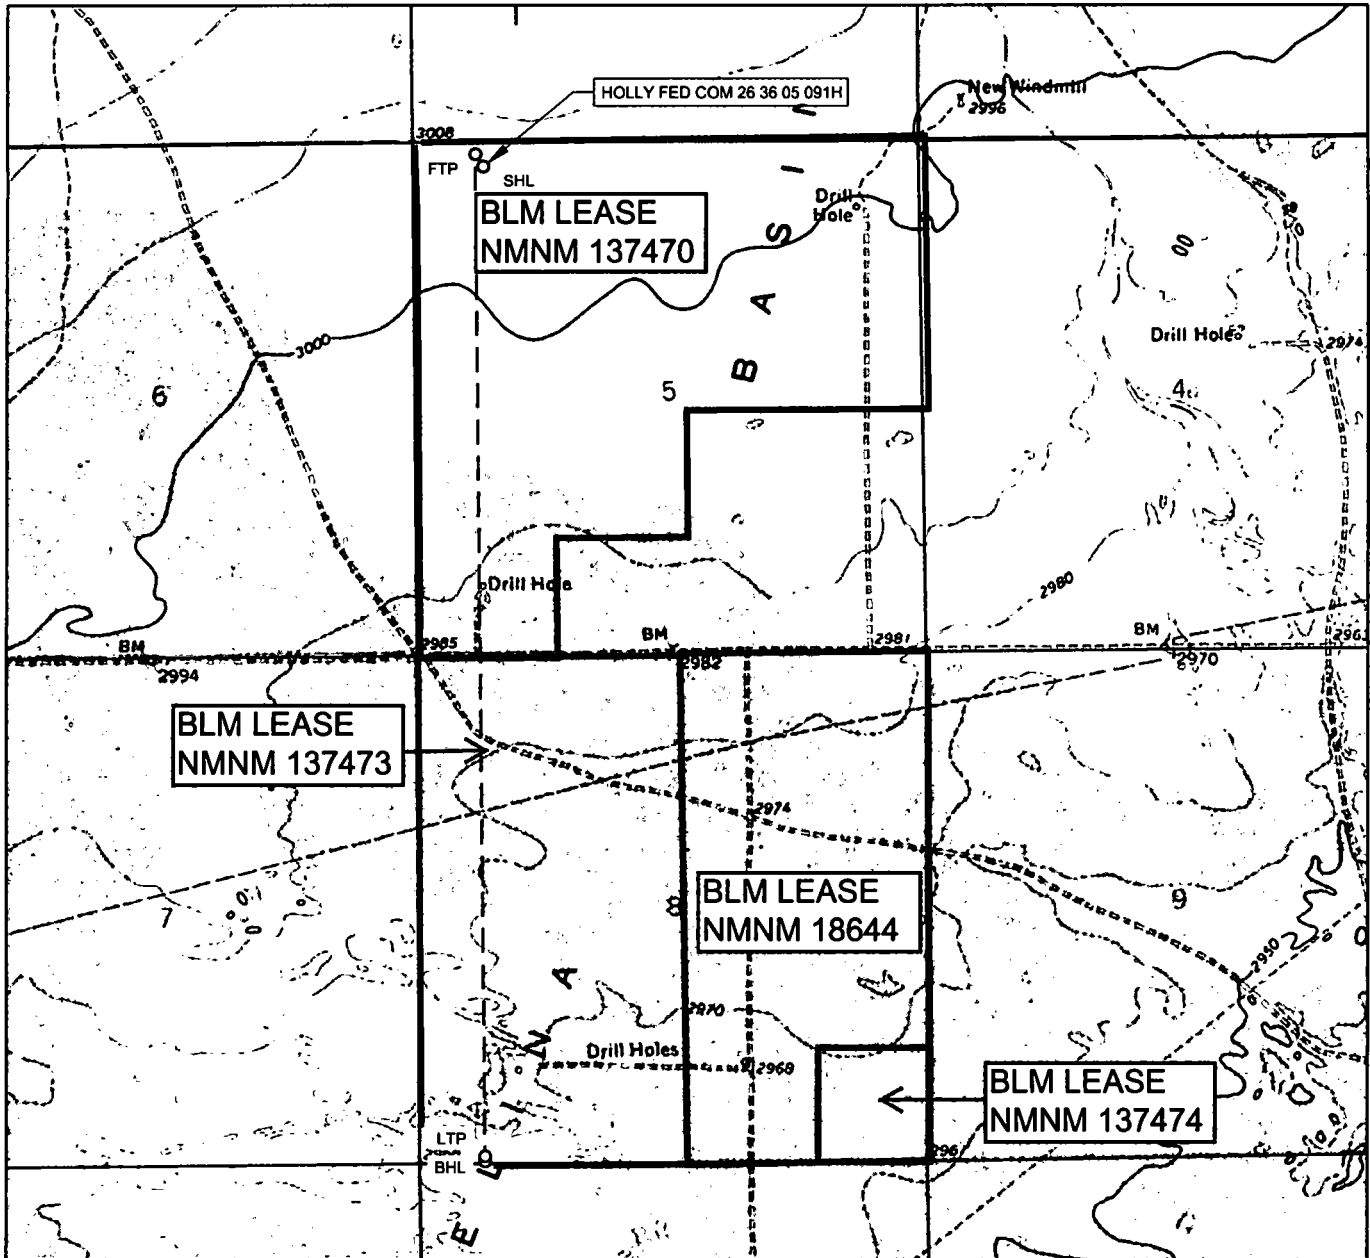 6
HOLLY FED COM 26 36 05 091H
New Windmill
2996
3008
FTP
SHL
Drill
Hole
BLM LEASE
NMNM 137470
B A S I
3000
Drill Hole
2974
6
5
4
Drill Hole
2980
BM
2994
2985
BM
2982
2981
BM
2970
BLM LEASE
NMNM 137473
2974
BLM LEASE
NMNM 18644
7
8
9
2950
A
N
I
2970
Drill Holes
2968
BLM LEASE
NMNM 137474
LTP
BHL
296
L
E